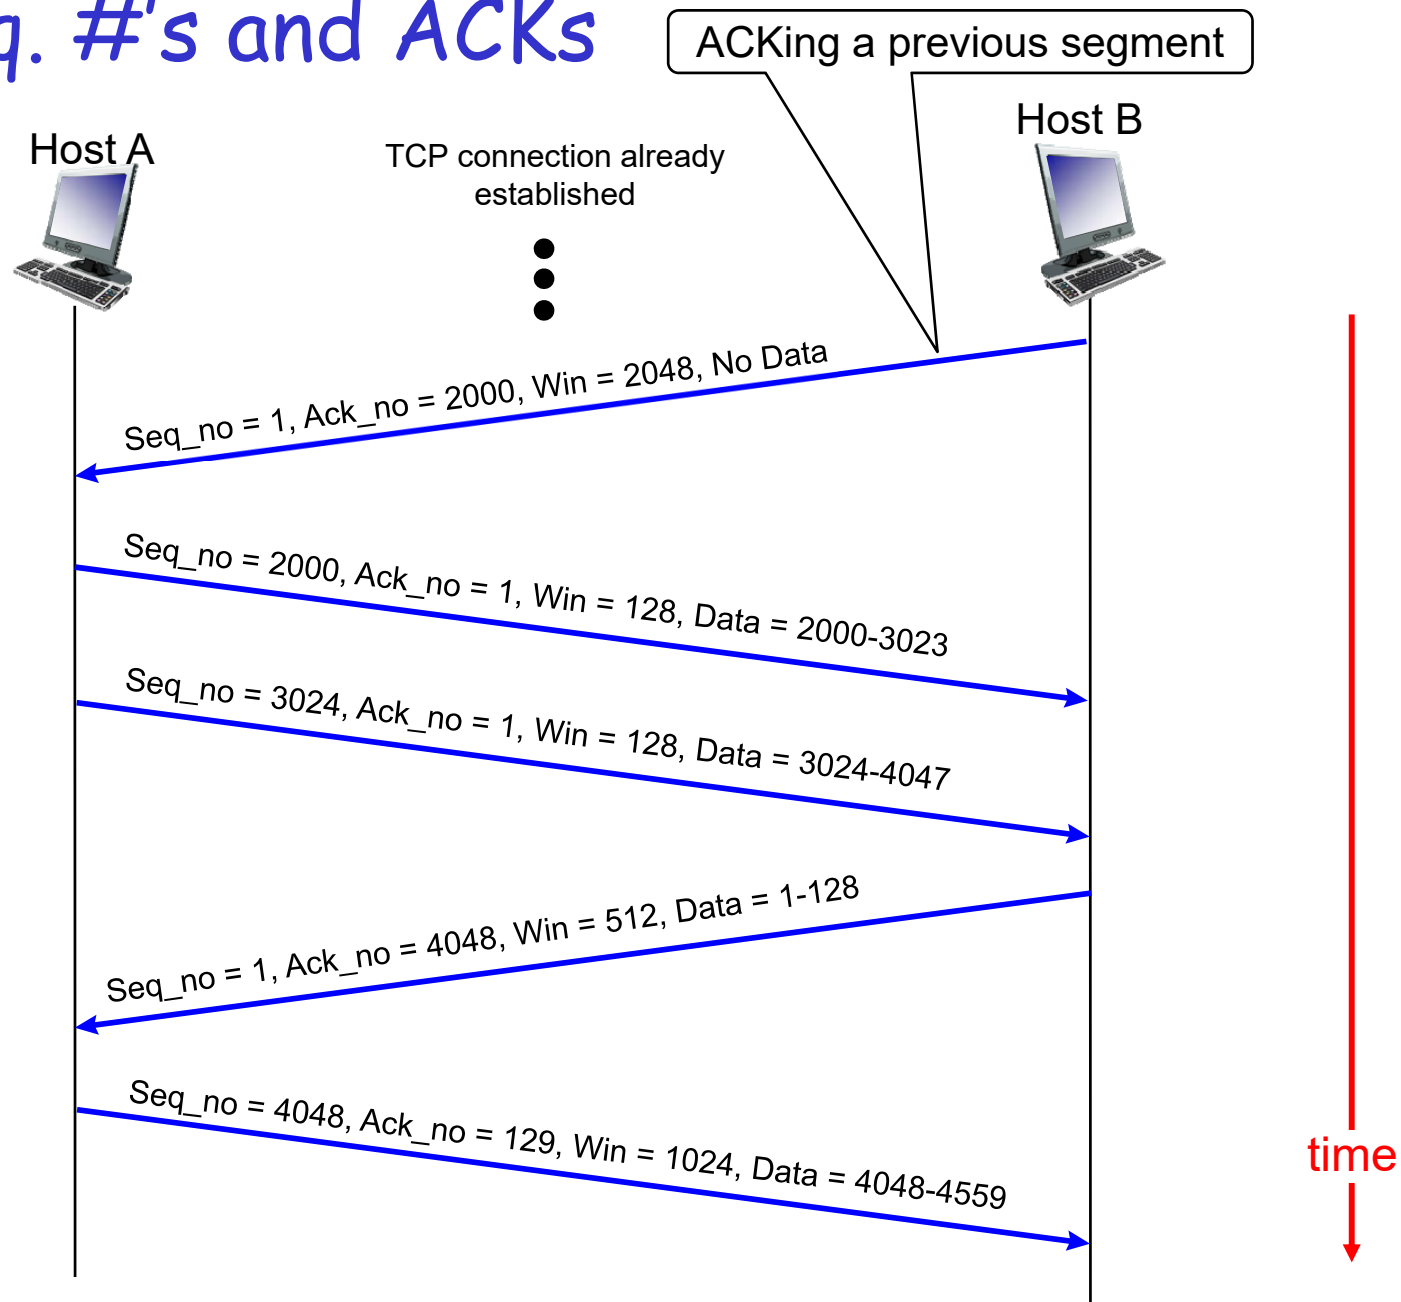 q. #'s and ACKs
ACKing a previous segment
Host A
TCP connection already
established
Host B
Seq_no = 1, Ack_no = 2000, Win = 2048, No Data
Seq_no = 2000, Ack_no = 1, Win = 128, Data = 2000-3023
Seq_no = 3024, Ack_no = 1, Win = 128, Data = 3024-4047
Seq_no = 1, Ack_no = 4048, Win = 512, Data = 1-128
Seq_no = 4048, Ack_no = 129, Win = 1024, Data = 4048-4559
time